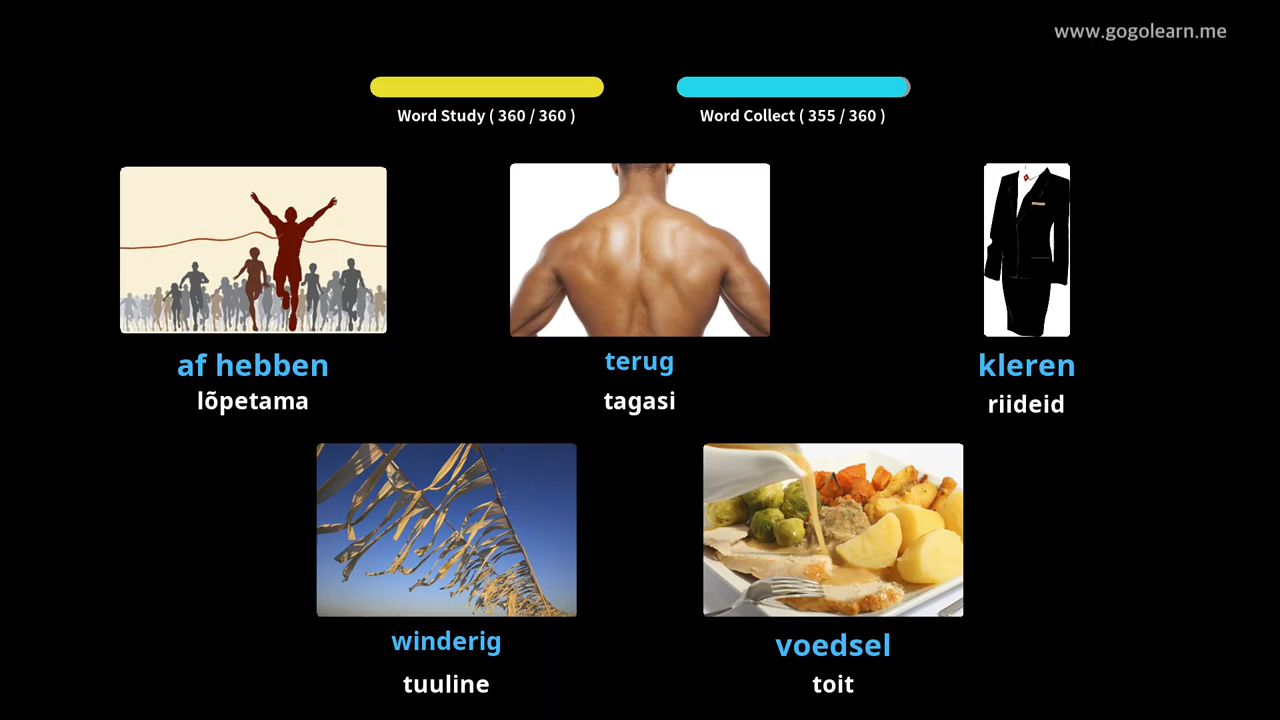 www.gogolearn.me
Word Study ( 360 / 360 )
Word Collect ( 355 / 360 )
af hebben
lõpetama
terug
tagasi
kleren
riideid
winderig
tuuline
voedsel
toit